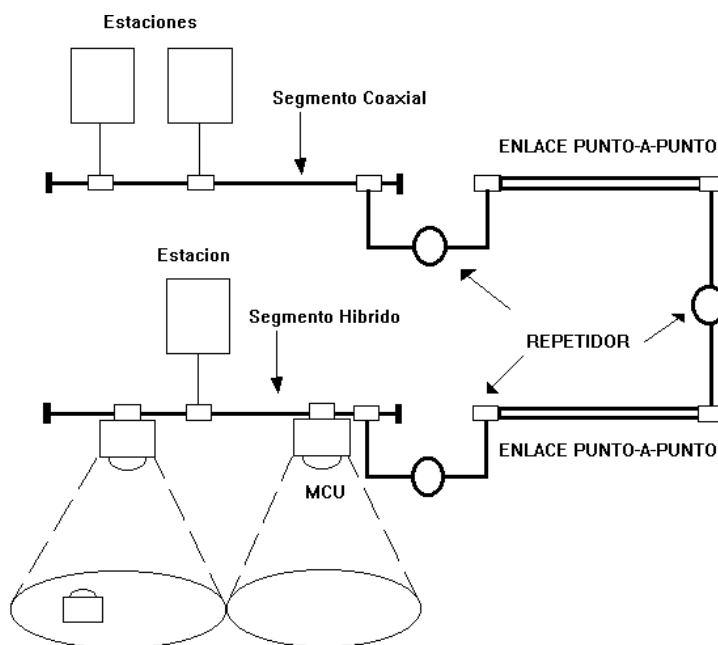 Estaciones
Segmento Coaxial
ENLACE PUNTO-A-PUNTO
Estacion
Segmento Hibrido
REPETIDOR
ENLACE PUNTO-A-PUNTO
MCU